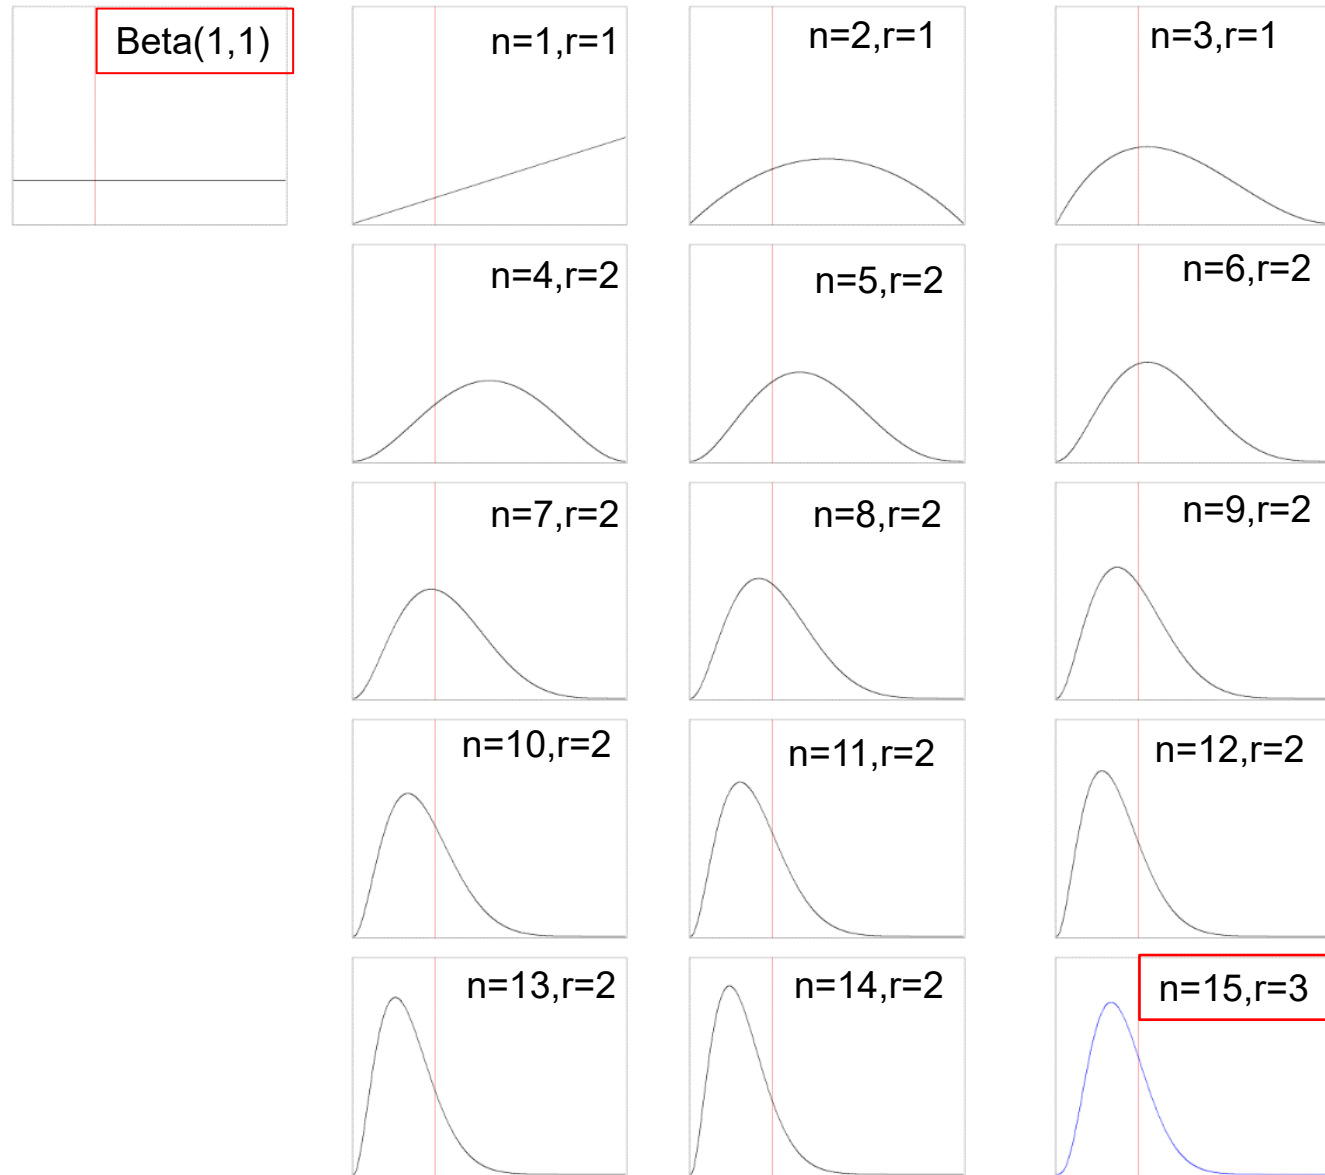 Beta(1,1)
n=1,r=1
n=2,r=1
n=3,r=1
n=4,r=2
n=5,r=2
n=6,r=2
n=7,r=2
n=8,r=2
n=9,r=2
n=10,r=2
n=11,r=2
n=12,r=2
n=13,r=2
n=14,r=2
n=15,r=3